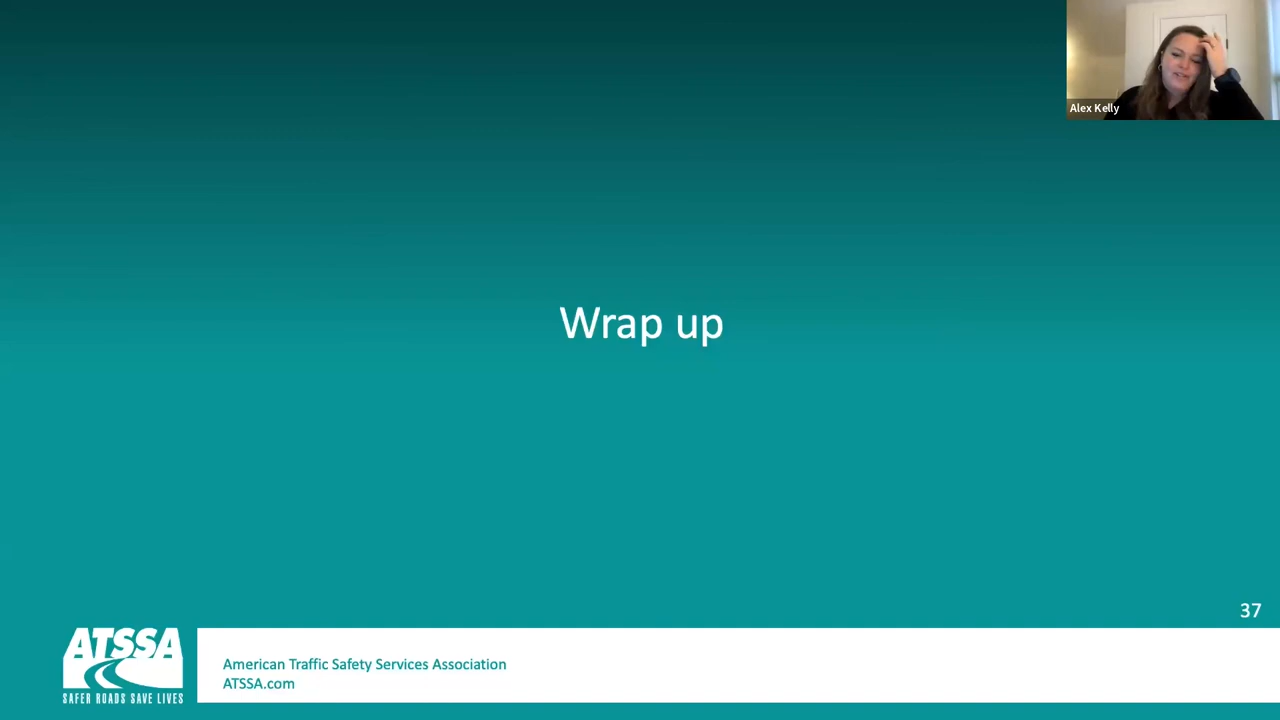 Alex Kelly
Wrap up
37
ATSSA
SAFER ROADS SAVE LIVES
American Traffic Safety Services Association
ATSSA.com